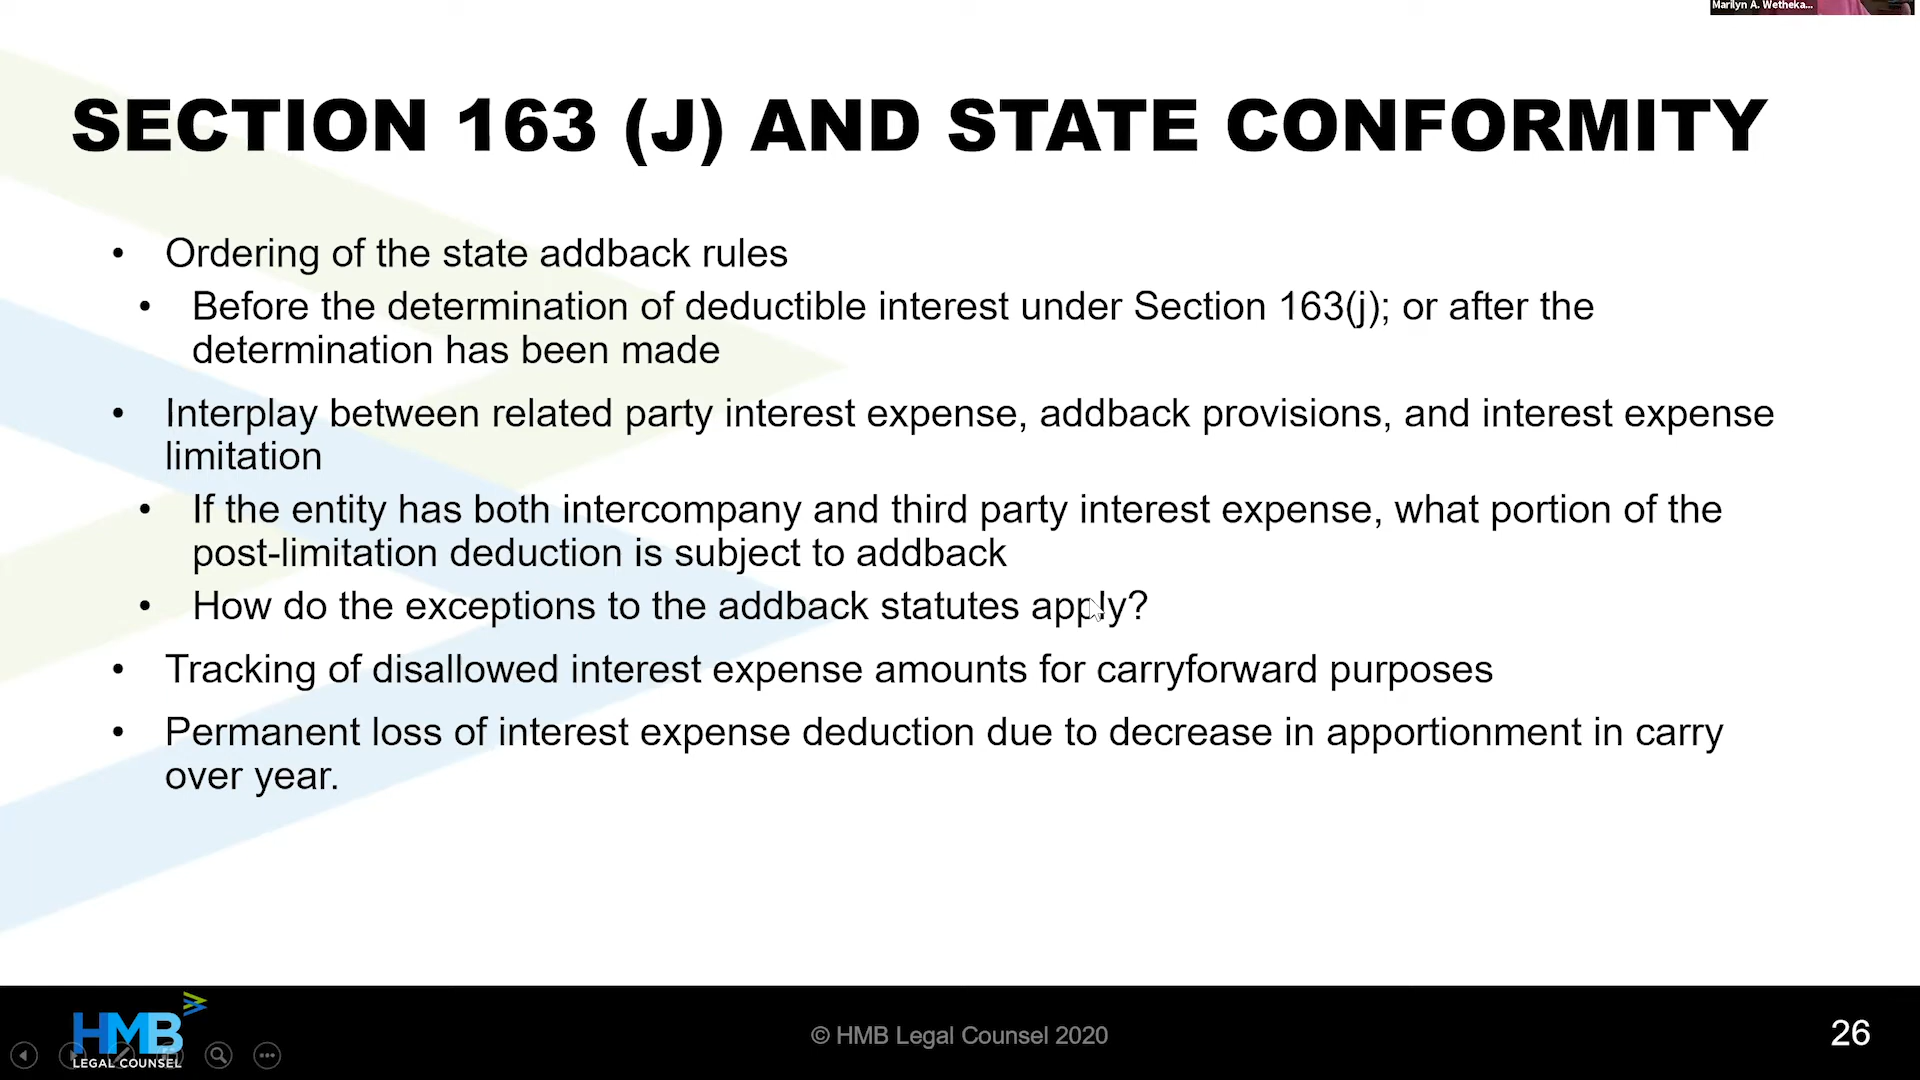 Marilyn A. Wetheka...
SECTION 163 (J) AND STATE CONFORMITY
• Ordering of the state addback rules
• Before the determination of deductible interest under Section 163(j); or after the
determination has been made
• Interplay between related party interest expense, addback provisions, and interest expense
limitation
• If the entity has both intercompany and third party interest expense, what portion of the
post-limitation deduction is subject to addback
• How do the exceptions to the addback statutes apply?
• Tracking of disallowed interest expense amounts for carryforward purposes
• Permanent loss of interest expense deduction due to decrease in apportionment in carry
over year.
HMB
LEGAL COUNSEL
© HMB Legal Counsel 2020
26